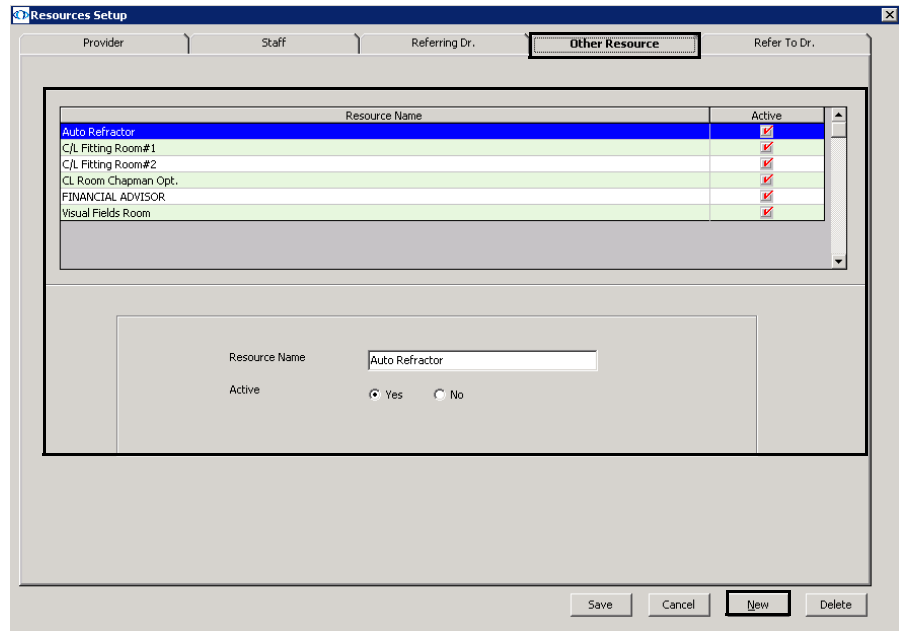 Resources Setup
Provider Staff Referring Dr. Other Resource Refer To Dr.
Resource Name Active
Auto Refractor
C/L Fitting Room#1
C/L Fitting Room#2
CL Room Chapman Opt.
FINANCIAL ADVISOR
Visual Fields Room
Resource Name Auto Refractor
Active Yes No
Save Cancel New Delete